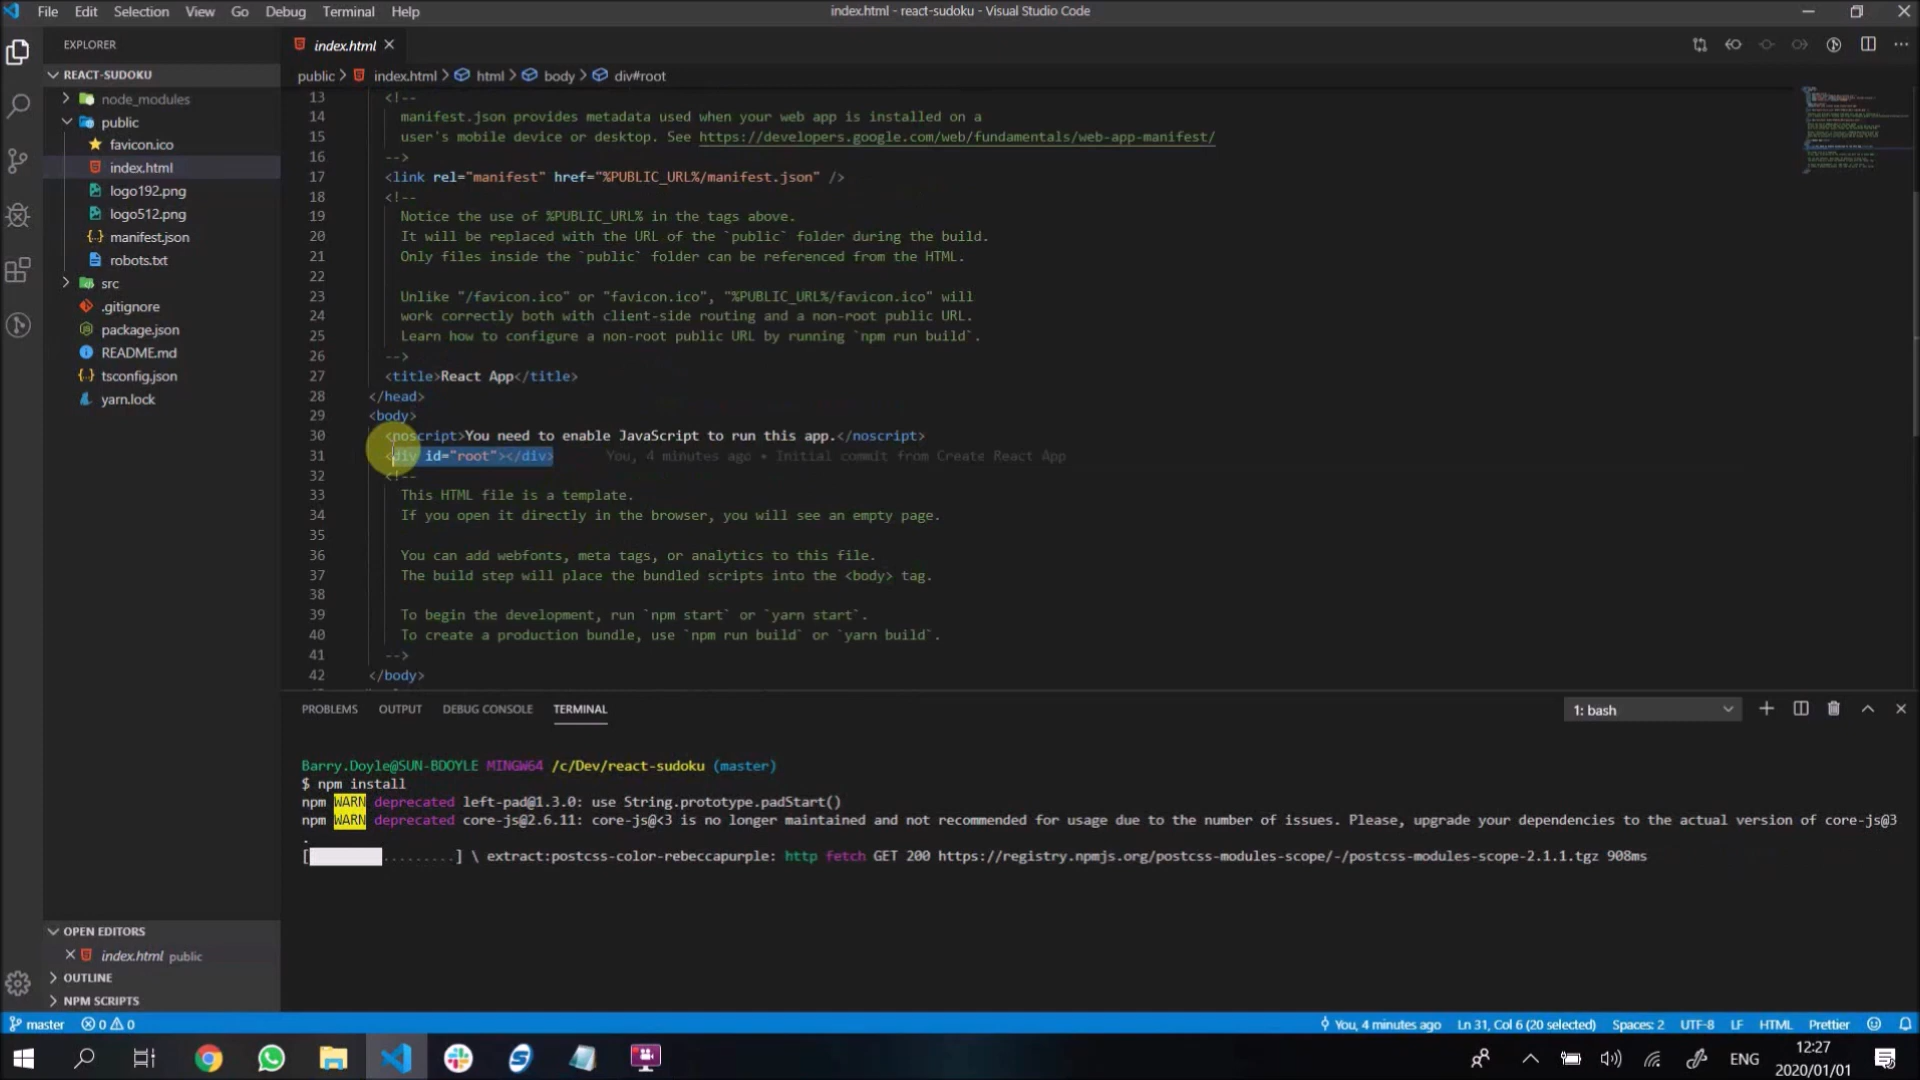 File Edit Selection View Go Debug Terminal Help
index.html - react-sudoku - Visual Studio Code
EXPLORER
REACT-SUDOKU
node_modules
public
favicon.ico
index.html
logo192.png
logo512.png
manifest.json
robots.txt
src
.gitignore
package.json
README.md
tsconfig.json
yarn.lock
OPEN EDITORS
index.html public
OUTLINE
NPM SCRIPTS
index.html
public > index.html > html > body > div#root
13 <!--
14 manifest.json provides metadata used when your web app is installed on a
15 user's mobile device or desktop. See https://developers.google.com/web/fundamentals/web-app-manifest/
16 -->
17 <link rel="manifest" href="%PUBLIC_URL%/manifest.json" />
18 <!--
19 Notice the use of %PUBLIC_URL% in the tags above.
20 It will be replaced with the URL of the `public` folder during the build.
21 Only files inside the `public` folder can be referenced from the HTML.
22
23 Unlike "/favicon.ico" or "favicon.ico", "%PUBLIC_URL%/favicon.ico" will
24 work correctly both with client-side routing and a non-root public URL.
25 Learn how to configure a non-root public URL by running `npm run build`.
26 -->
27 <title>React App</title>
28 </head>
29 <body>
30 <noscript>You need to enable JavaScript to run this app.</noscript>
31 <div id="root"></div> You, 4 minutes ago • Initial commit from Create React App
32 <!--
33 This HTML file is a template.
34 If you open it directly in the browser, you will see an empty page.
35
36 You can add webfonts, meta tags, or analytics to this file.
37 The build step will place the bundled scripts into the <body> tag.
38
39 To begin the development, run `npm start` or `yarn start`.
40 To create a production bundle, use `npm run build` or `yarn build`.
41 -->
42 </body>
PROBLEMS OUTPUT DEBUG CONSOLE TERMINAL
1: bash
Barry.Doyle@SUN-BDOYLE MINGW64 /c/Dev/react-sudoku (master)
$ npm install
npm WARN deprecated left-pad@1.3.0: use String.prototype.padStart()
npm WARN deprecated core-js@2.6.11: core-js@<3 is no longer maintained and not recommended for usage due to the number of issues. Please, upgrade your dependencies to the actual version of core-js@3
.
[ .........] \ extract:postcss-color-rebeccapurple: http fetch GET 200 https://registry.npmjs.org/postcss-modules-scope/-/postcss-modules-scope-2.1.1.tgz 908ms
master 0 0
You, 4 minutes ago Ln 31, Col 6 (20 selected) Spaces: 2 UTF-8 LF HTML Prettier
ENG
12:27
2020/01/01